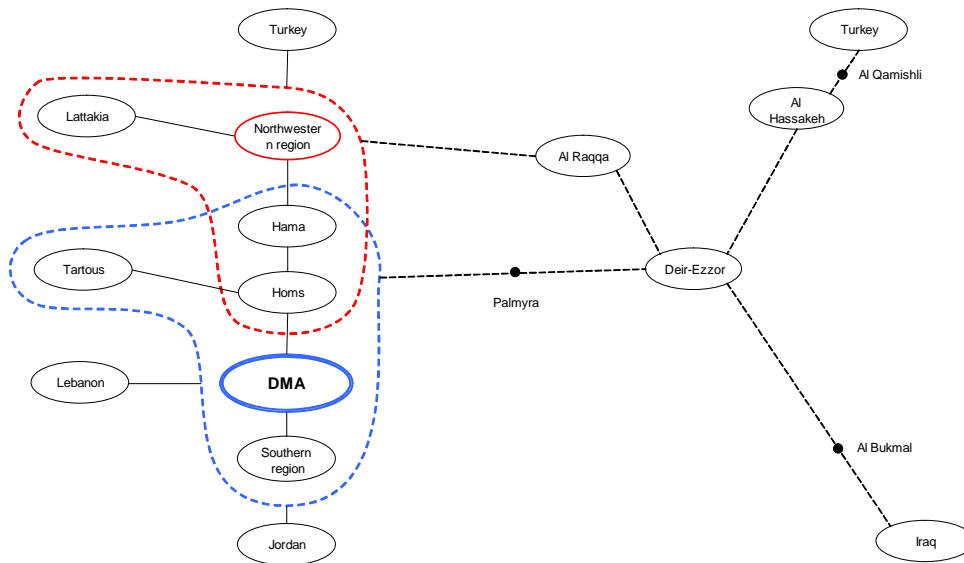 Turkey
Turkey
Al Qamishli
Lattakia
Northwester
n region
Al
Hassakeh
Al Raqqa
Hama
Tartous
Homs
Deir-Ezzor
Palmyra
Lebanon
DMA
Southern
region
Al Bukmal
Jordan
Iraq